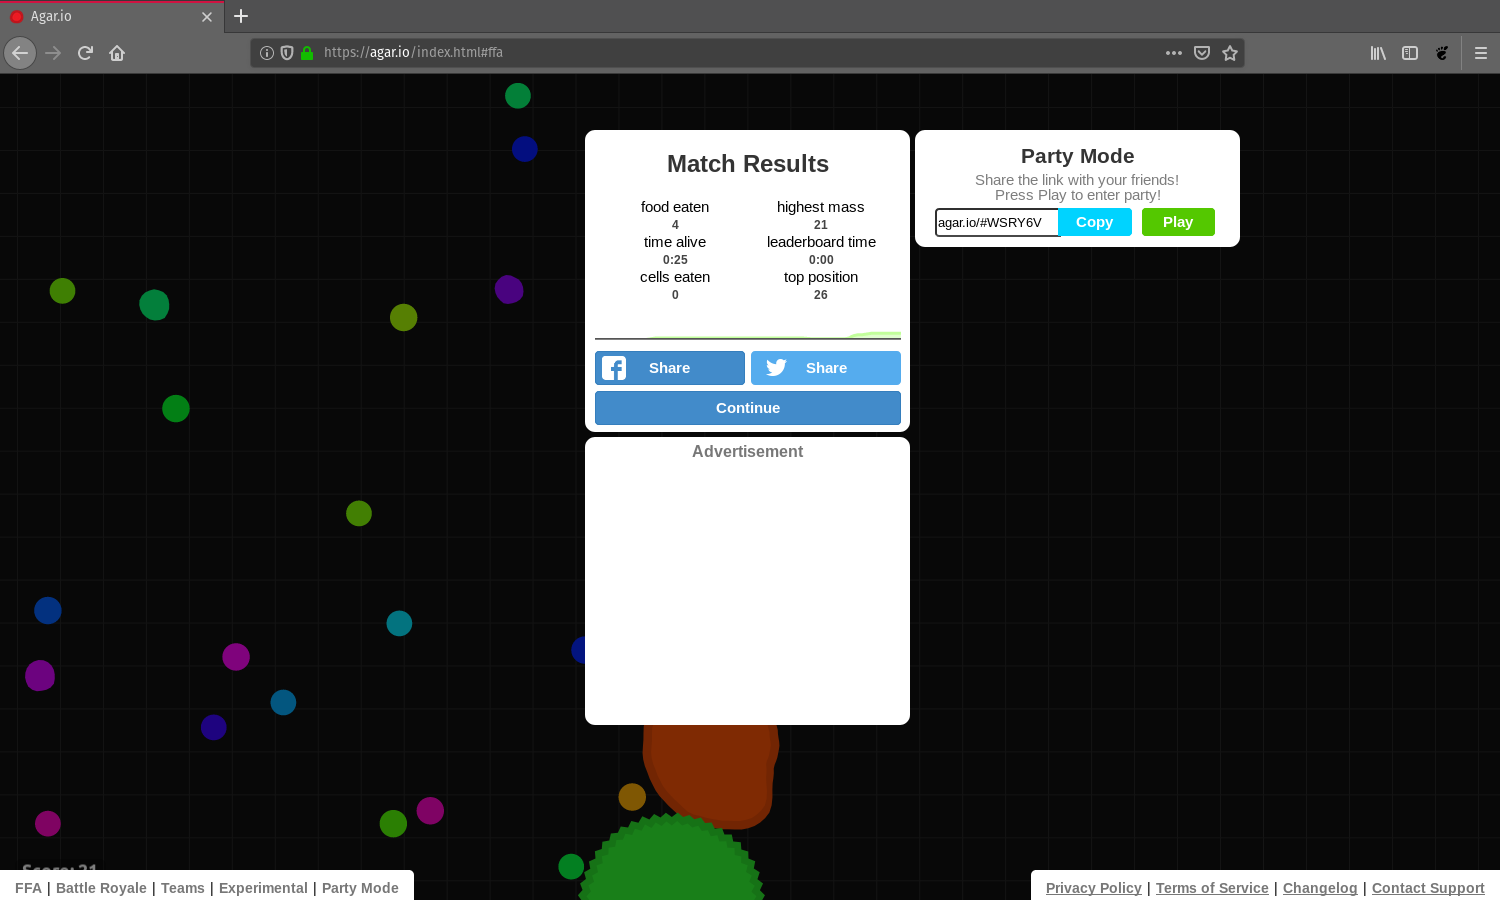 Agar.io
https://agar.io/index.html#ffa
Match Results
food eaten
4
highest mass
21
time alive
0:25
leaderboard time
0:00
cells eaten
0
top position
26
Share
Share
Continue
Advertisement
Party Mode
Share the link with your friends!
Press Play to enter party!
agar.io/#WSRY6V
Copy
Play
Score: 21
FFA | Battle Royale | Teams | Experimental | Party Mode
Privacy Policy | Terms of Service | Changelog | Contact Support